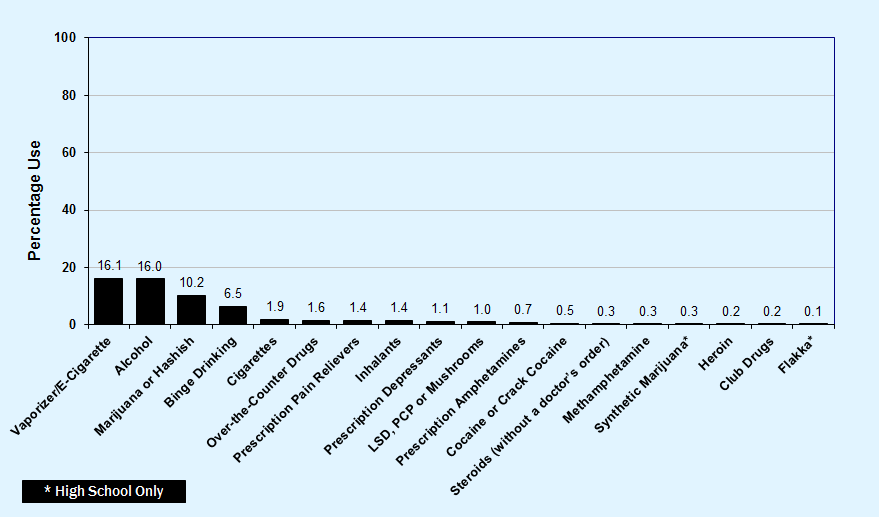 100
80
60
40
20
0
Percentage Use
16.1
16.0
10.2
6.5
1.9
1.6
1.4
1.4
1.1
1.0
0.7
0.5
0.3
0.3
0.3
0.2
0.2
0.1
Vaporizer/E-Cigarette
Alcohol
Marijuana or Hashish
Binge Drinking
Cigarettes
Over-the-Counter Drugs
Prescription Pain Relievers
Inhalants
Prescription Depressants
LSD, PCP or Mushrooms
Prescription Amphetamines
Cocaine or Crack Cocaine
Steroids (without a doctor's order)
Methamphetamine
Synthetic Marijuana*
Heroin
Club Drugs
Flakka*
* High School Only